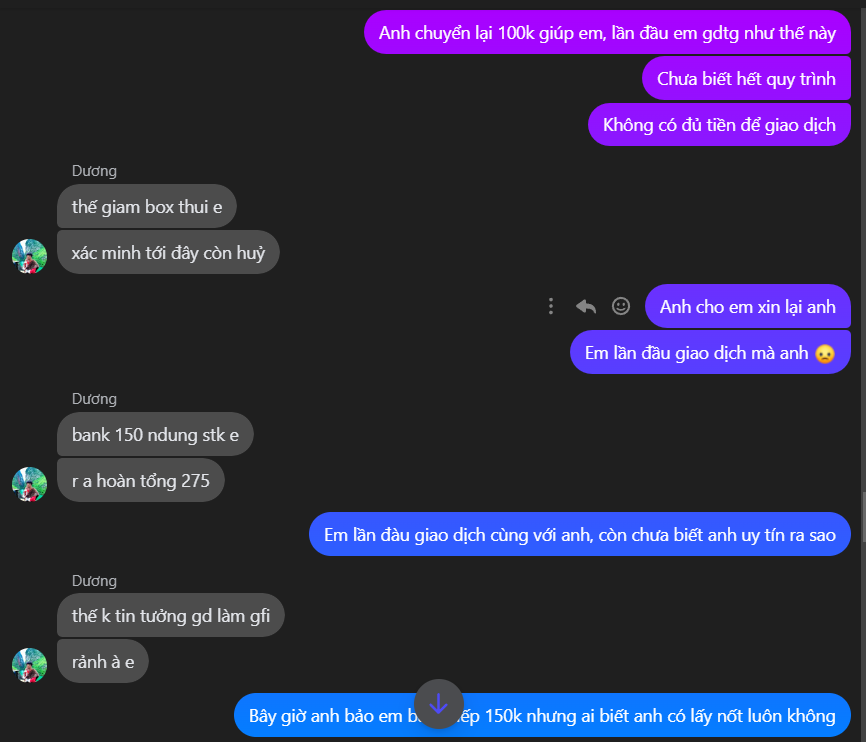 Anh chuyển lại 100k giúp em, lần đầu em gdtg như thế này
Chưa biết hết quy trình
Không có đủ tiền để giao dịch
Dương
thế giam box thui e
xác minh tới đây còn huỷ
Anh cho em xin lại anh
Em lần đầu giao dịch mà anh 😞
Dương
bank 150 ndung stk e
r a hoàn tổng 275
Em lần đàu giao dịch cùng với anh, còn chưa biết anh uy tín ra sao
Dương
thế k tin tưởng gd làm gfi
rảnh à e
Bây giờ anh bảo em 150k nhưng ai biết anh có lấy nốt luôn không